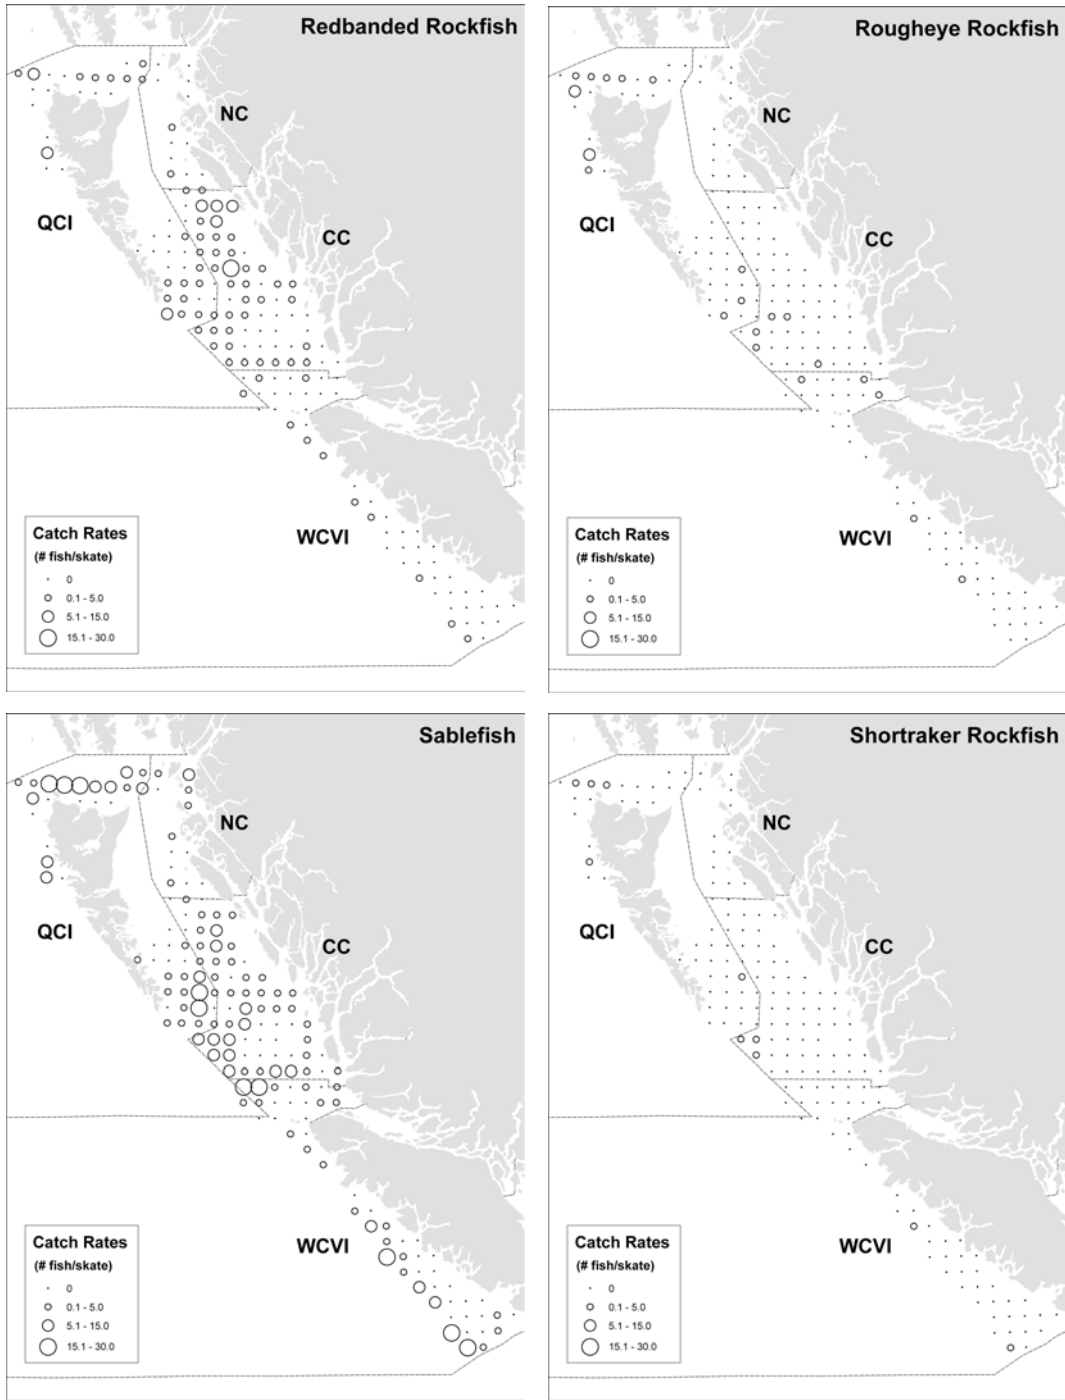 Redbanded Rockfish
NC
QCI
CC
WCVI
Catch Rates
(# fish/skate)
0
0.1 - 5.0
5.1 - 15.0
15.1 - 30.0
Rougheye Rockfish
NC
QCI
CC
WCVI
Catch Rates
(# fish/skate)
0
0.1 - 5.0
5.1 - 15.0
15.1 - 30.0
Sablefish
NC
QCI
CC
WCVI
Catch Rates
(# fish/skate)
0
0.1 - 5.0
5.1 - 15.0
15.1 - 30.0
Shortraker Rockfish
NC
QCI
CC
WCVI
Catch Rates
(# fish/skate)
0
0.1 - 5.0
5.1 - 15.0
15.1 - 30.0